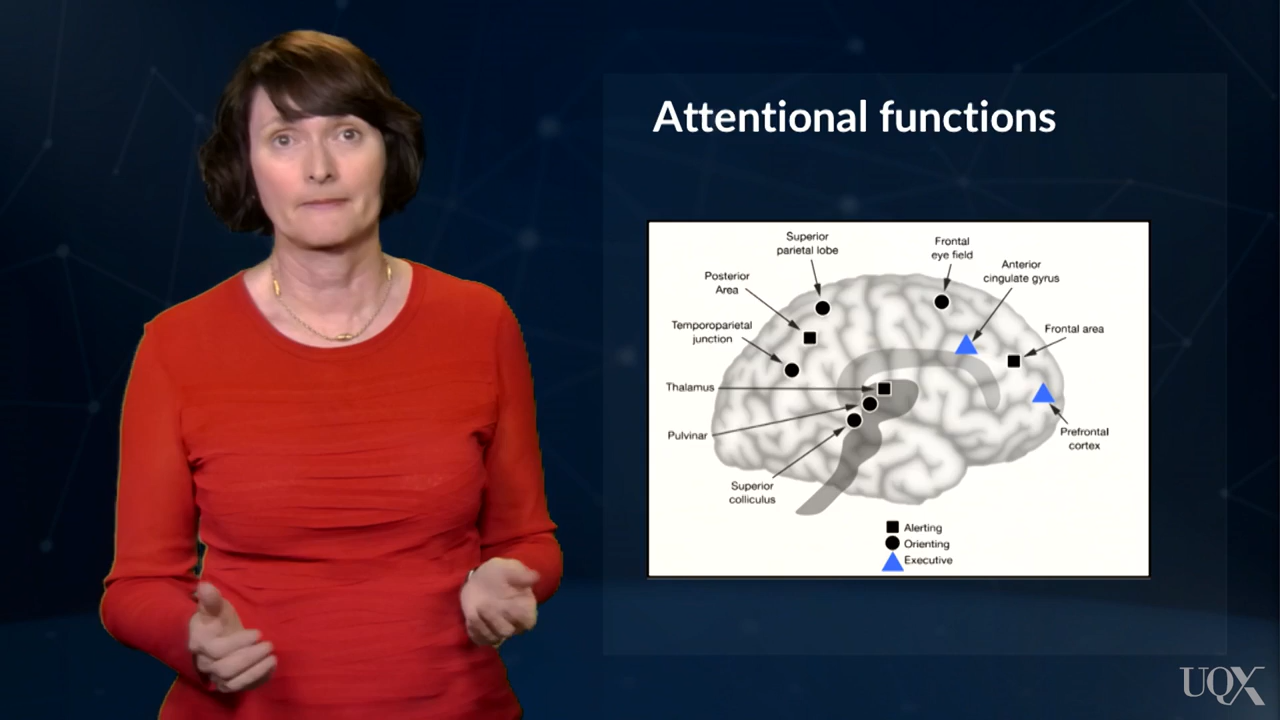 Attentional functions
Superior
parietal lobe
Frontal
eye field
Anterior
cingulate gyrus
Posterior
Area
Temporoparietal
junction
Frontal area
Thalamus
Pulvinar
Prefrontal
cortex
Superior
colliculus
Alerting
Orienting
Executive
UQX